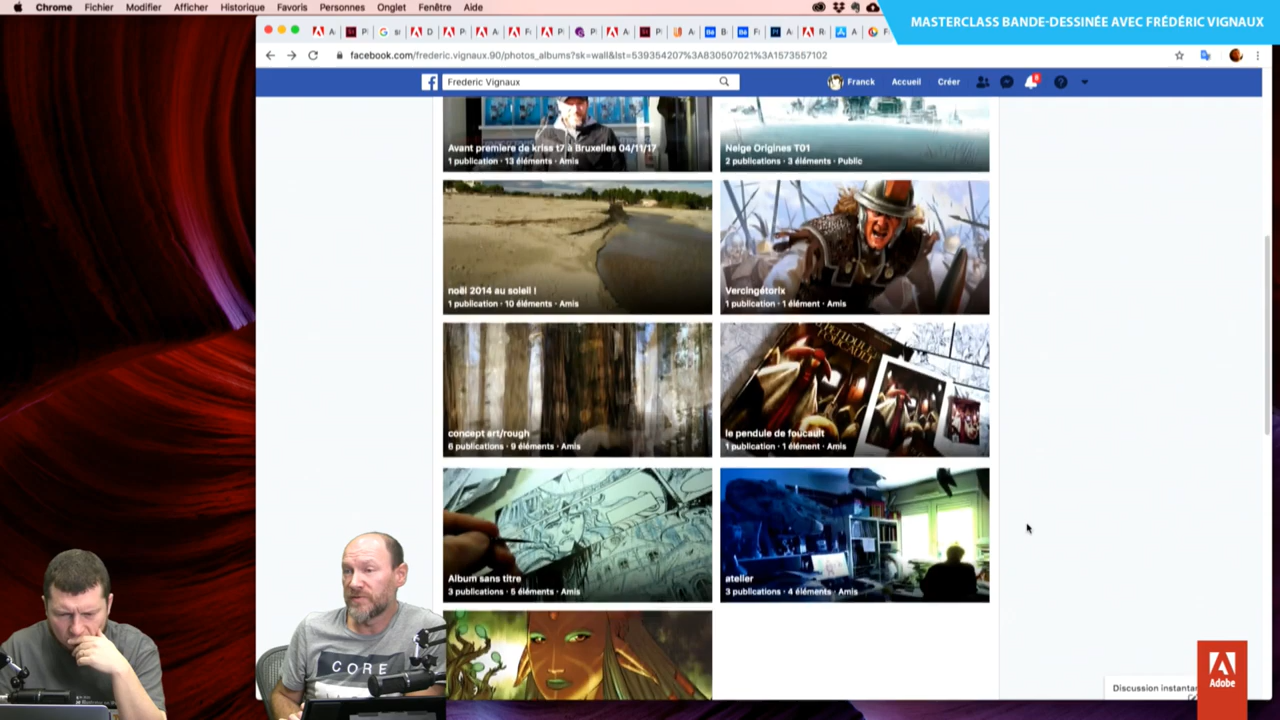 Chrome Fichier Modifier Afficher Historique Favoris Personnes Onglet Fenêtre Aide
MASTERCLASS BANDE-DESSINÉE AVEC FRÉDÉRIC VIGNAUX
facebook.com/frederic.vignaux.90/photos_albums?sk=wall&lst=539354207%3A830507021%3A1573557102
Frederic Vignaux
Franck Accueil Créer
Avant premiere de kriss t7 à Bruxelles 04/11/17
1 publication · 13 éléments · Amis
Neige Origines T01
2 publications · 3 éléments · Public
noël 2014 au soleil !
1 publication · 10 éléments · Amis
Vercingétorix
1 publication · 1 élément · Amis
concept art/rough
6 publications · 9 éléments · Amis
le pendule de foucault
1 publication · 1 élément · Amis
Album sans titre
3 publications · 5 éléments · Amis
atelier
3 publications · 4 éléments · Amis
CORE
Discussion instantan
Adobe